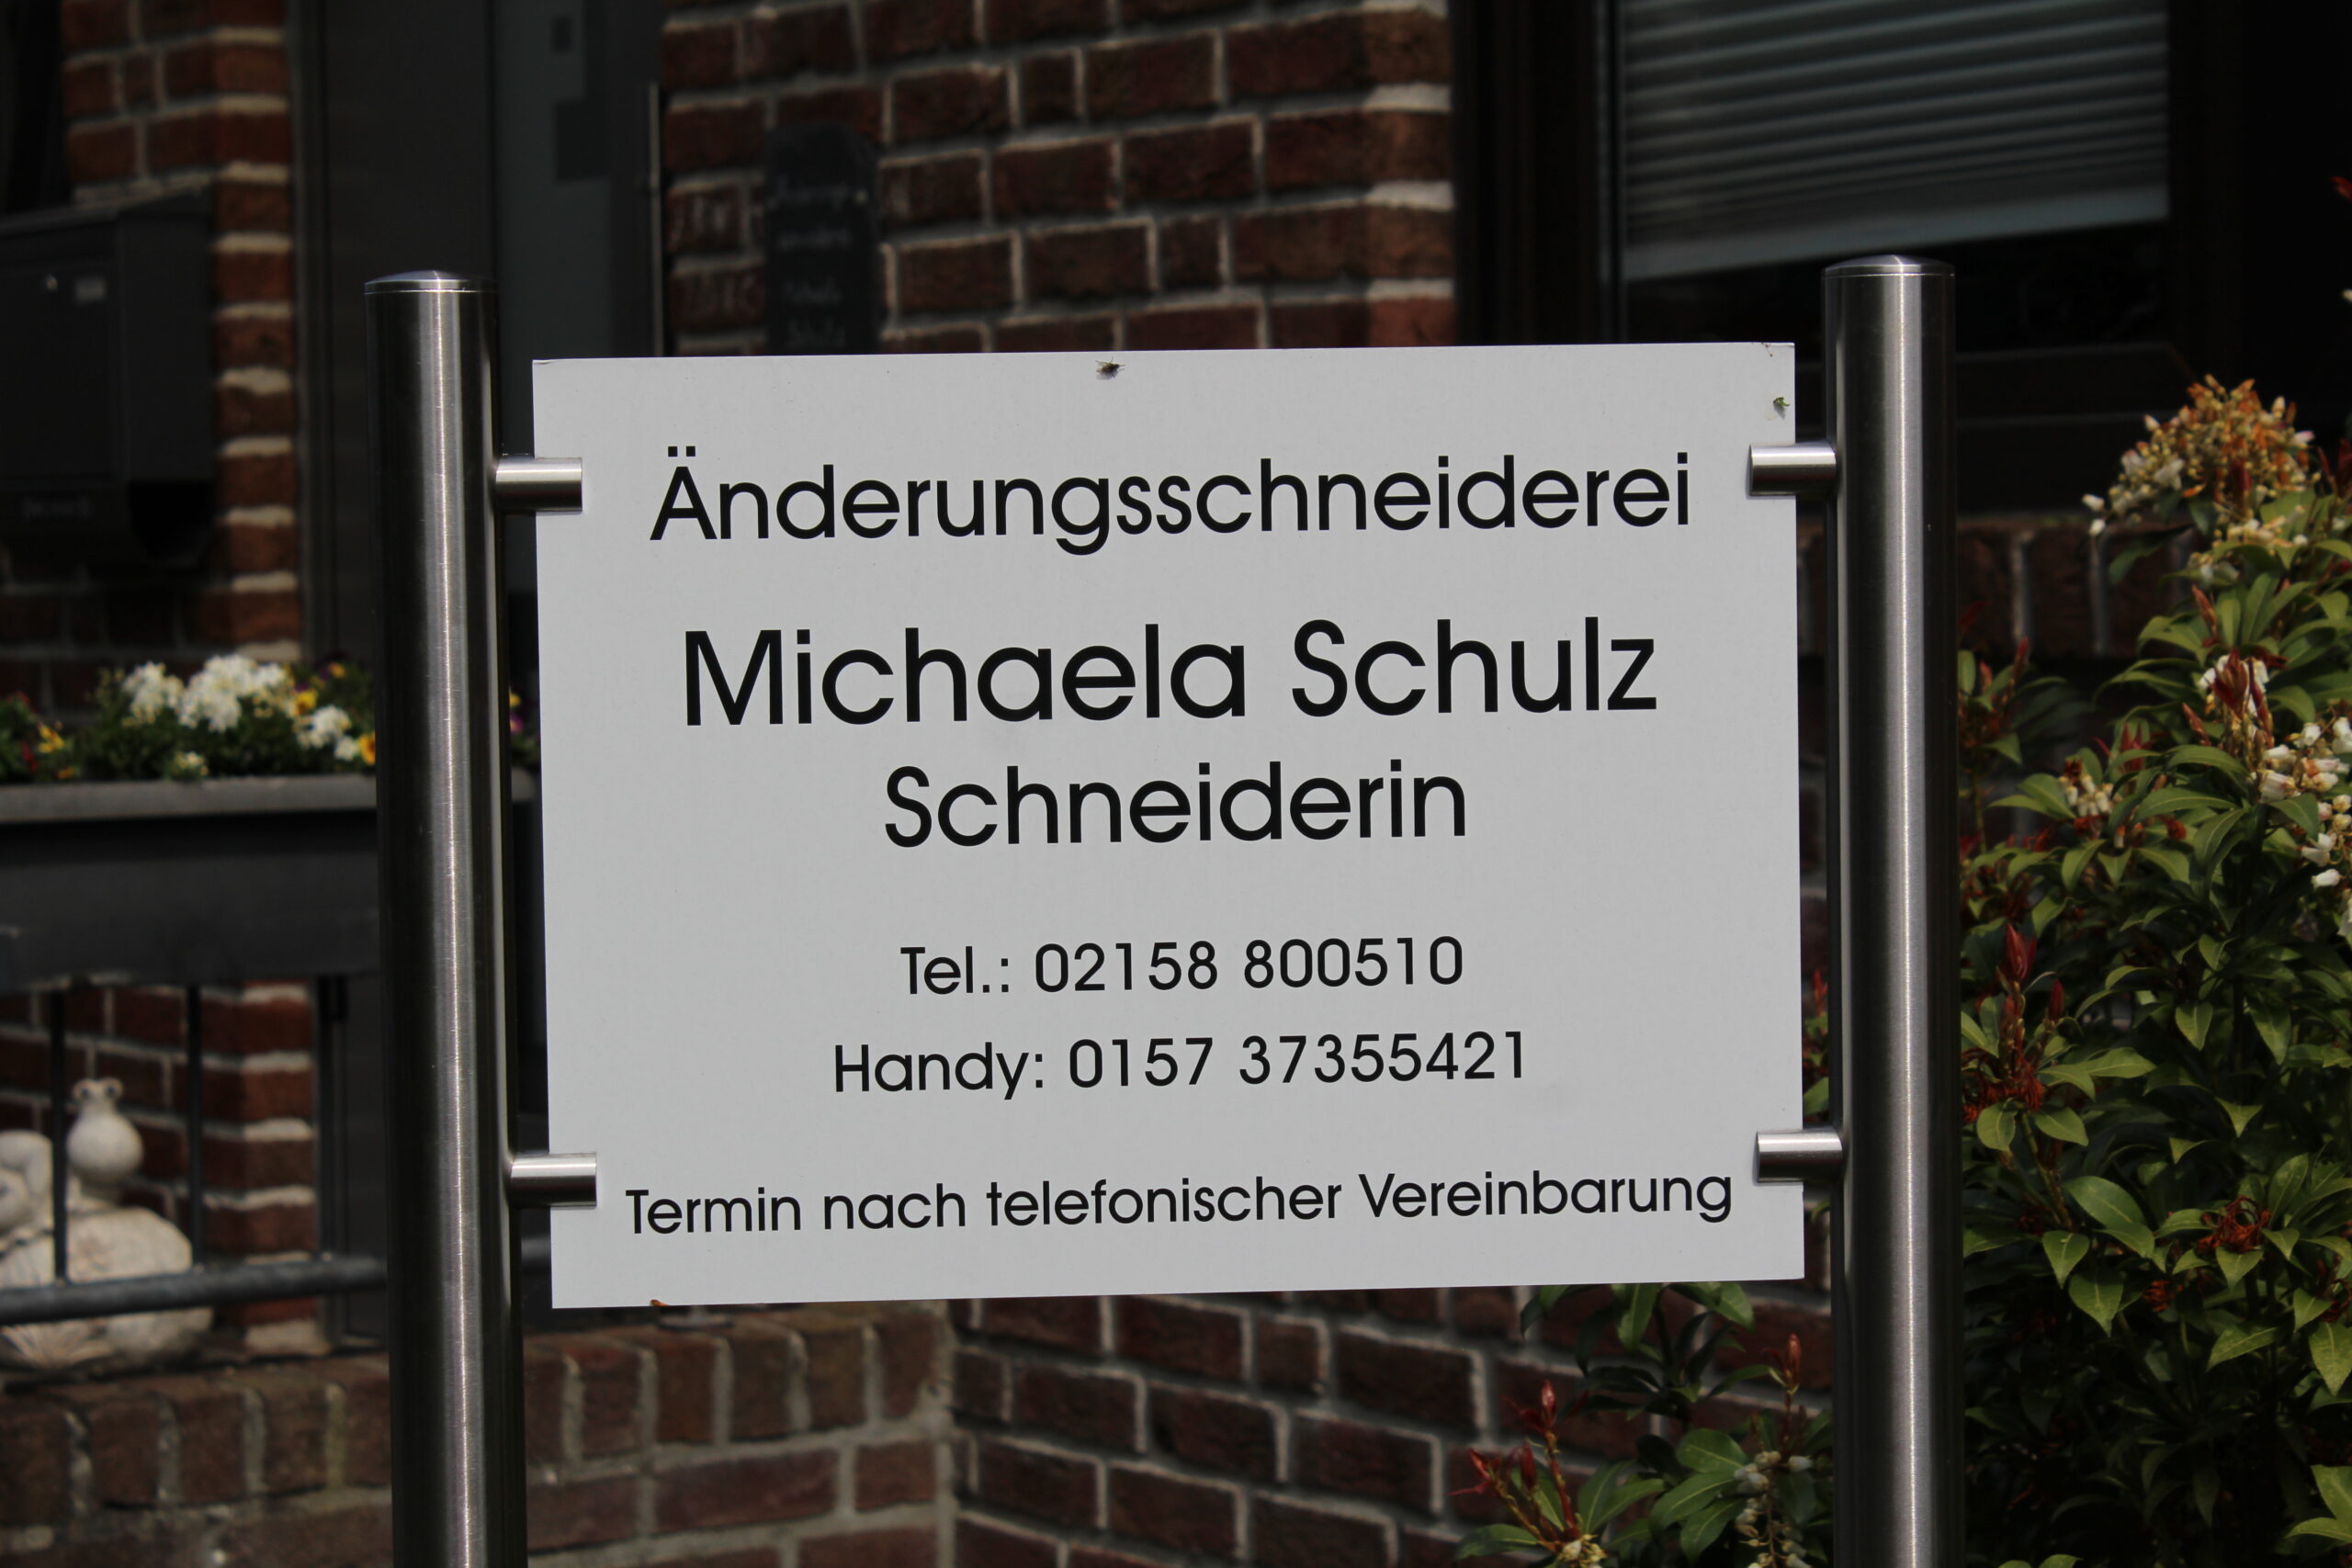 Änderungsschneiderei
Michaela Schulz
Schneiderin
Tel.: 02158 800510
Handy: 0157 37355421
Termin nach telefonischer Vereinbarung